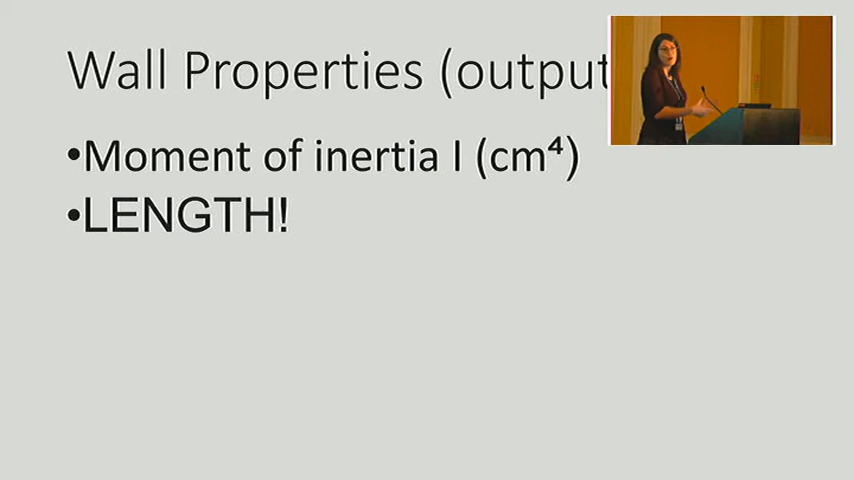 Wall Properties (output
•Moment of inertia I (cm⁴)
•LENGTH!